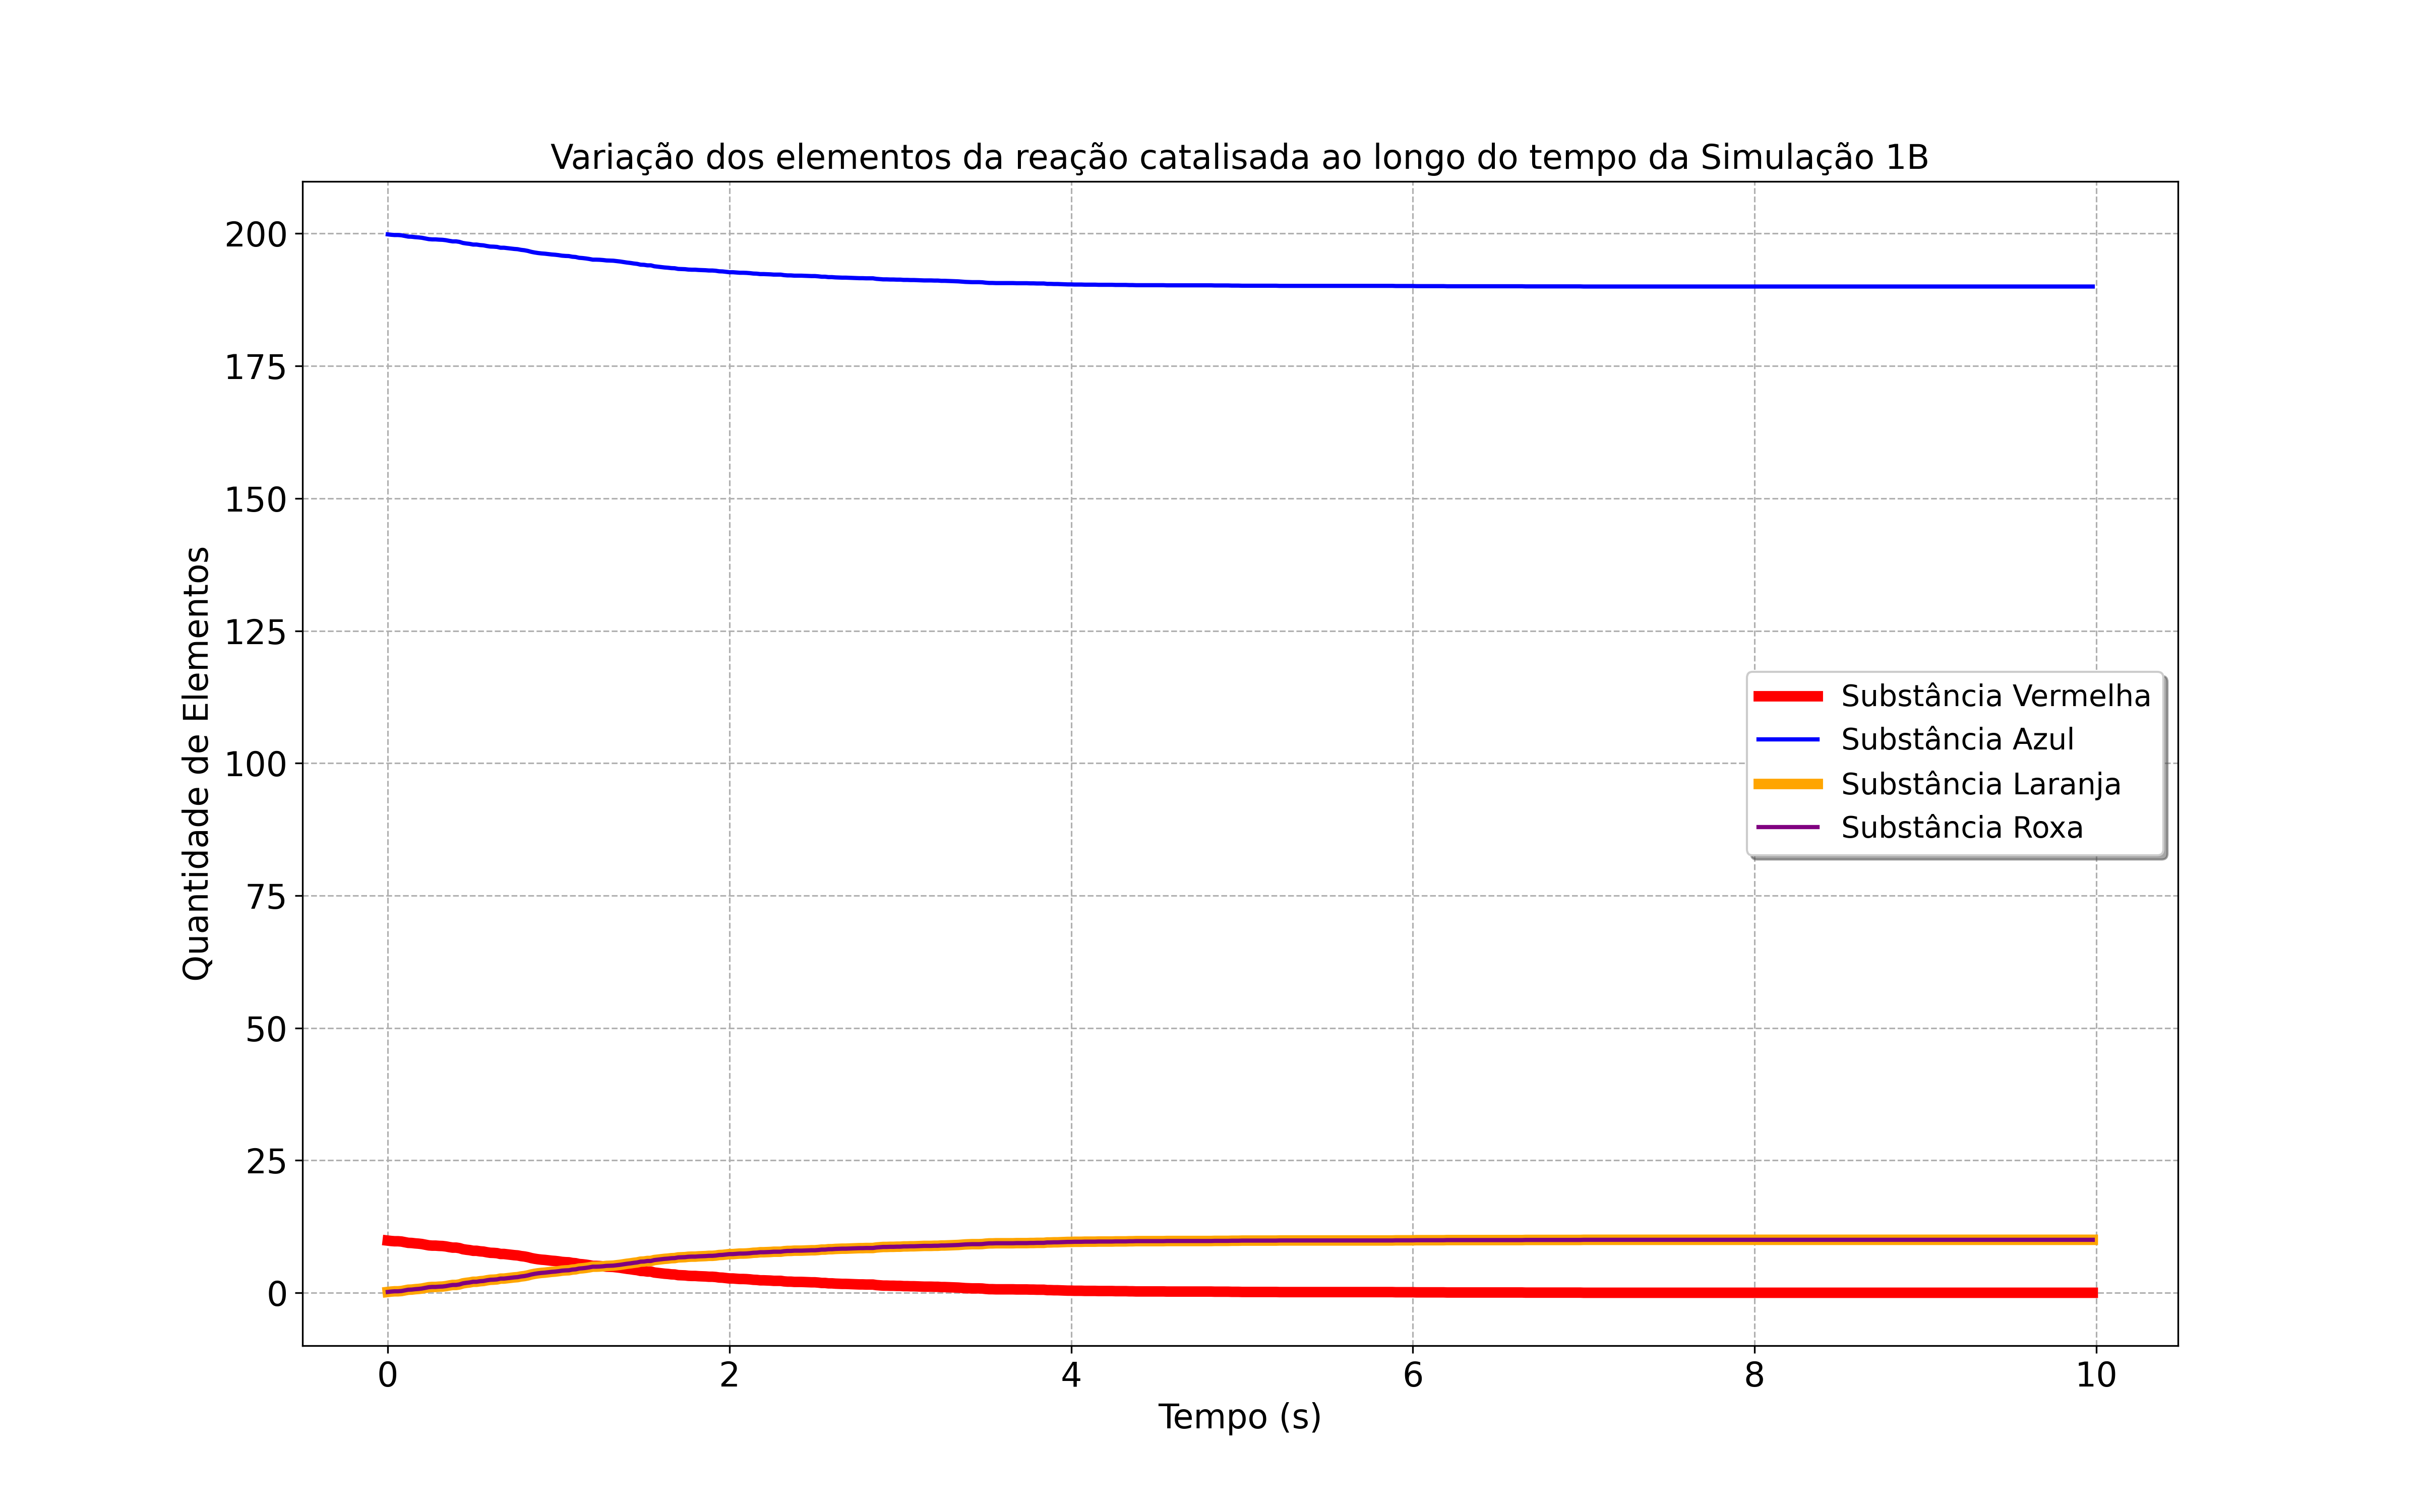 Variação dos elementos da reação catalisada ao longo do tempo da Simulação 1B
200
175
150
125
100
75
50
25
0
Quantidade de Elementos
Substância Vermelha
Substância Azul
Substância Laranja
Substância Roxa
0 2 4 6 8 10
Tempo (s)